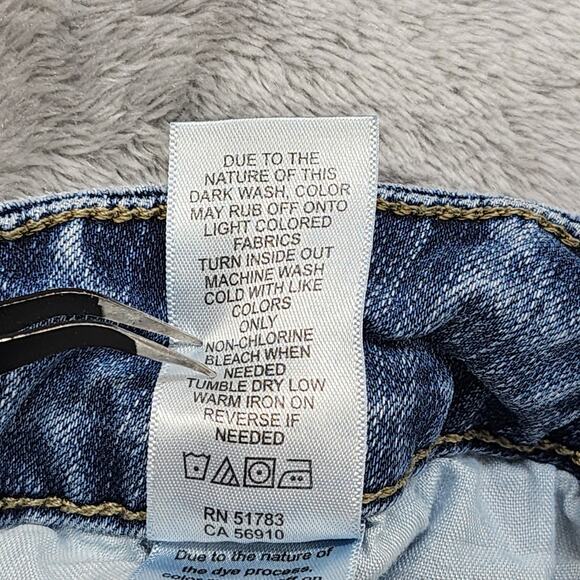 DUE TO THE
NATURE OF THIS
DARK WASH, COLOR
MAY RUB OFF ONTO
LIGHT COLORED
FABRICS
TURN INSIDE OUT
MACHINE WASH
COLD WITH LIKE
COLORS
ONLY
NON-CHLORINE
BLEACH WHEN
NEEDED
TUMBLE DRY LOW
WARM IRON ON
REVERSE IF
NEEDED
RN 51783
CA 56910
Due to the nature of
the dye process,